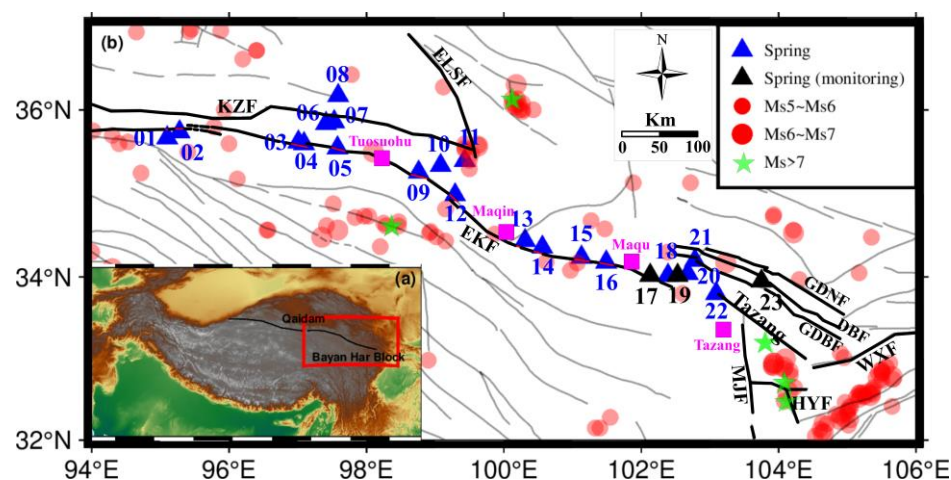 (b)
N
Km
0 50 100
Spring
Spring (monitoring)
Ms5~Ms6
Ms6~Ms7
Ms>7
36°N
34°N
32°N
94°E
96°E
98°E
100°E
102°E
104°E
106°E
KZF
ELSF
EKF
01
02
03
04
05
06
07
08
09
10
11
12
13
14
15
16
17
18
19
20
21
22
23
Tuosuohu
Maqin
Maqu
Tazang
Tazang
GDNF
DBF
GDBF
WXF
MJF
HYF
(a)
Qaidam
Bayan Har Block